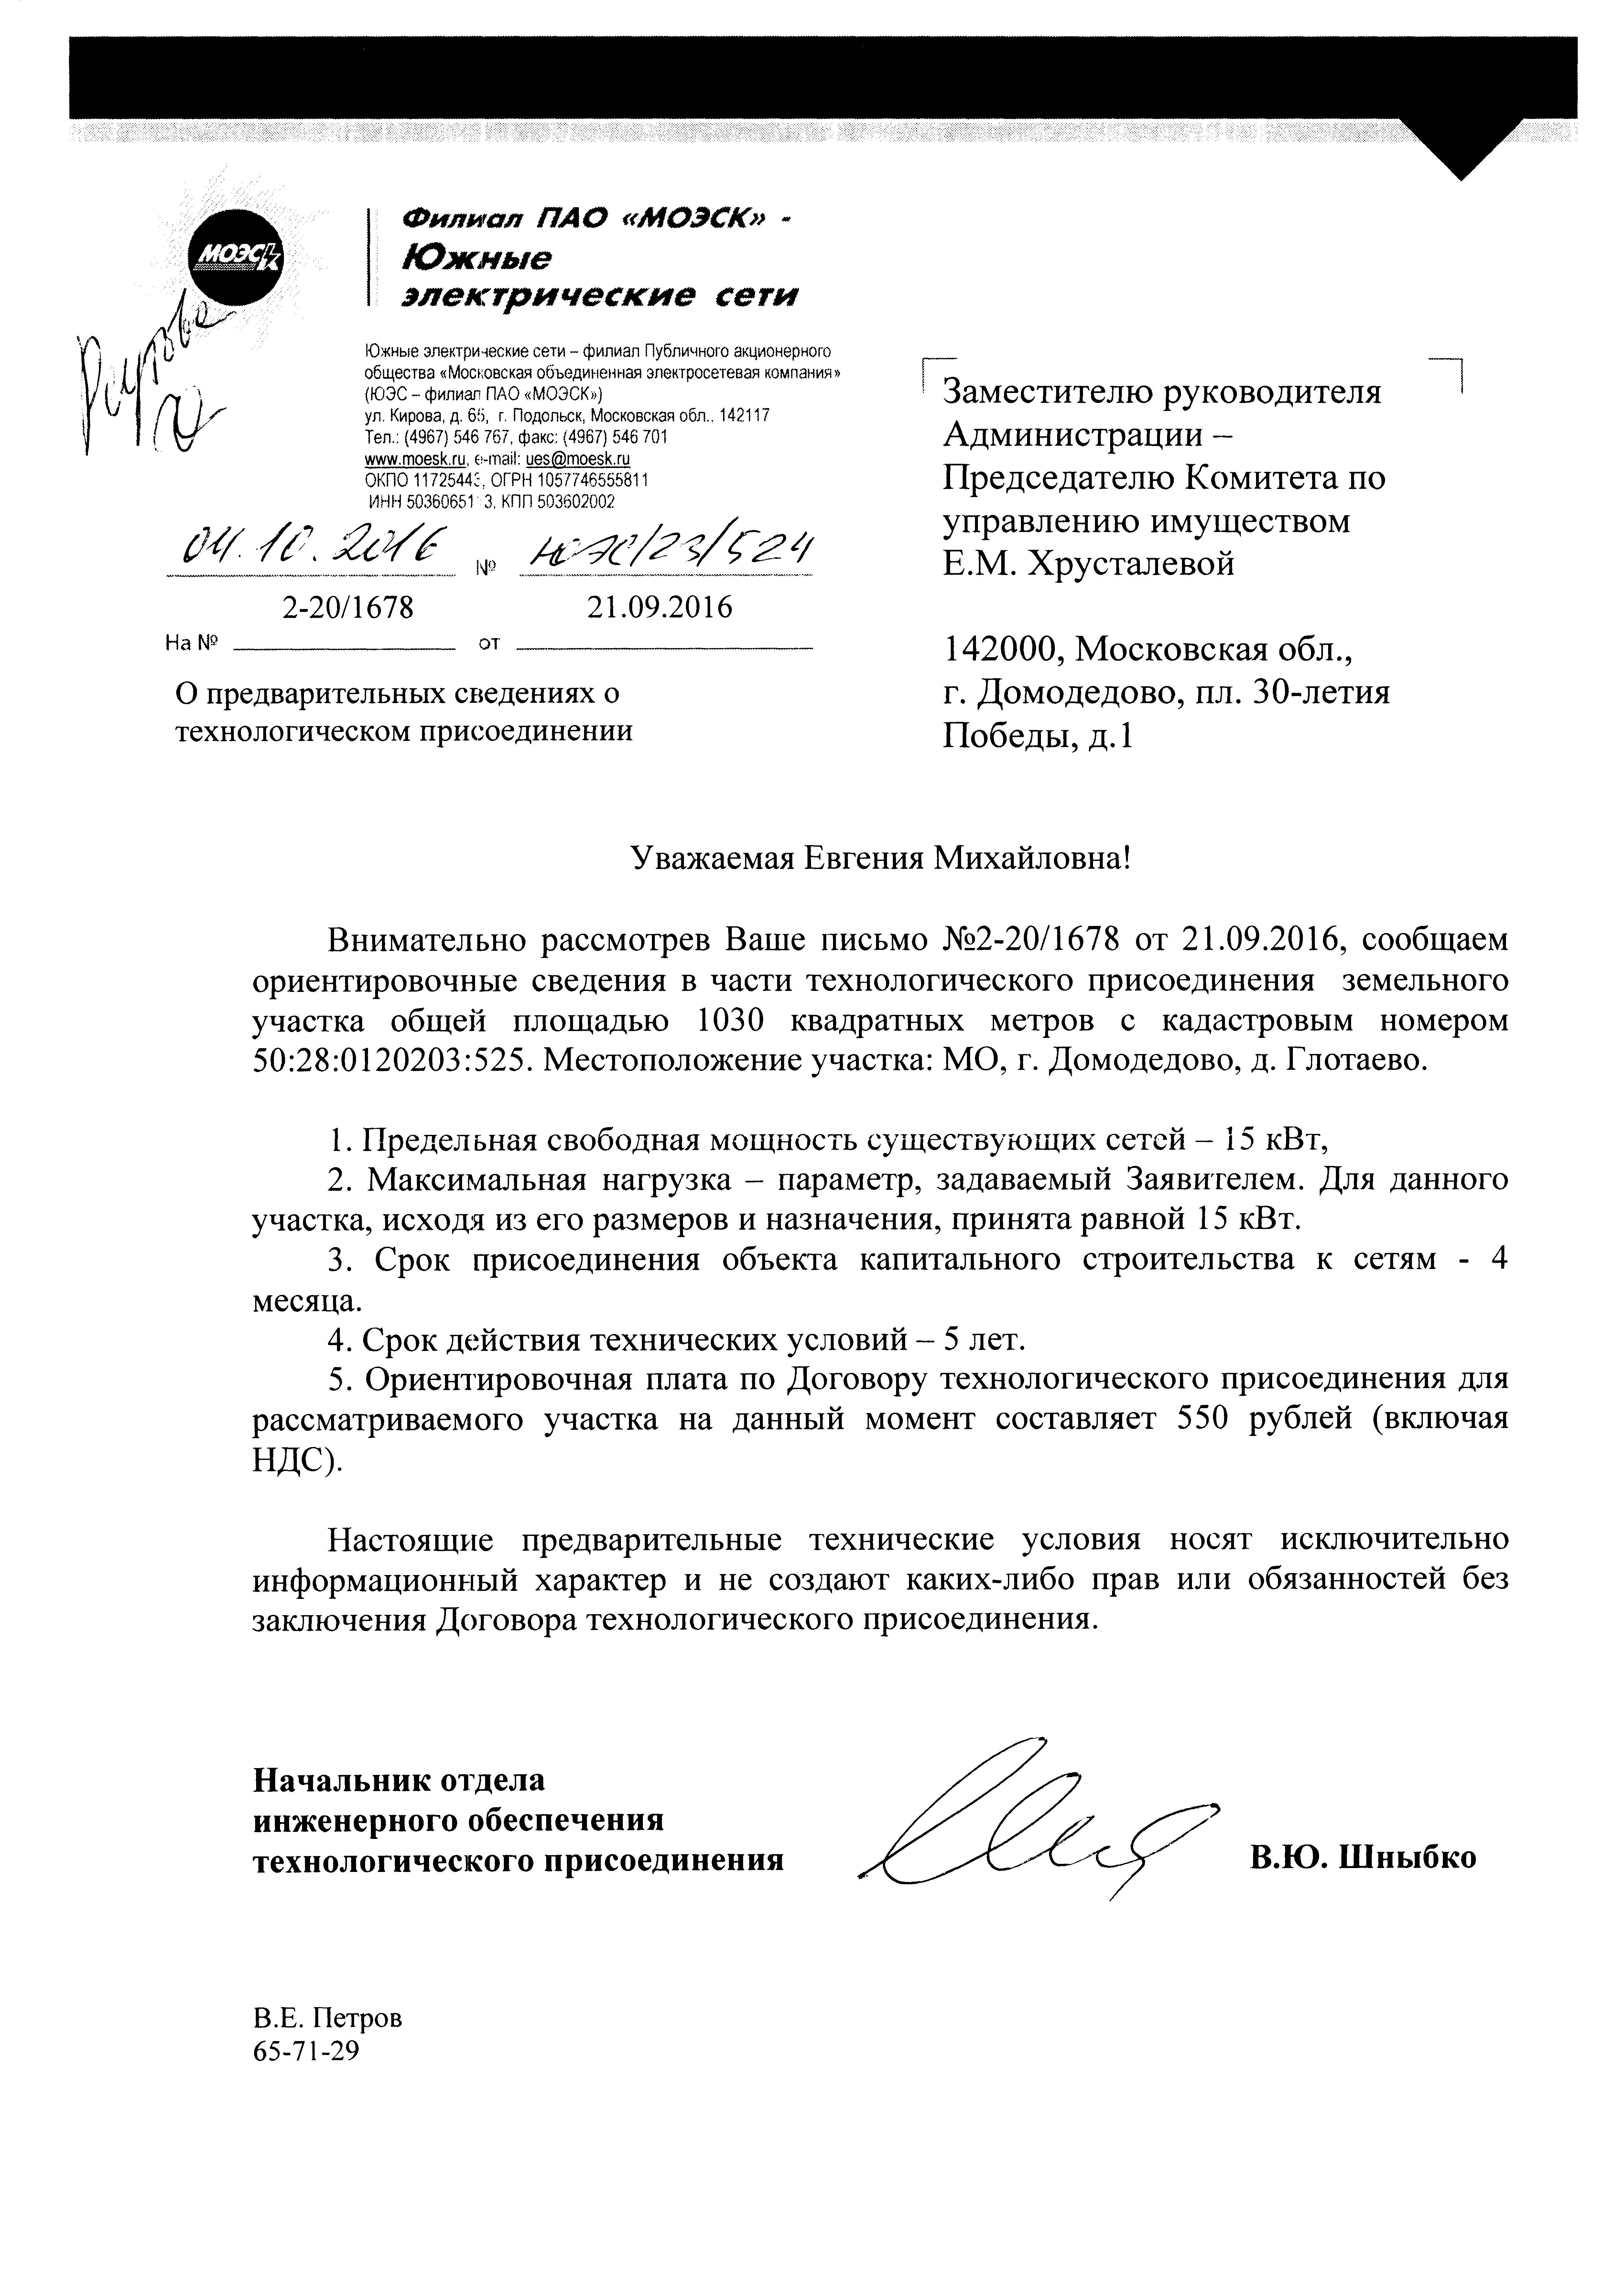 МОЭСК
Филиал ПАО «МОЭСК» -
Южные
электрические сети
Южные электрические сети – филиал Публичного акционерного
общества «Московская объединенная электросетевая компания»
(ЮЭС – филиал ПАО «МОЭСК»)
ул. Кирова, д. 65, г. Подольск, Московская обл., 142117
Тел.: (4967) 546 767, факс: (4967) 546 701
www.moesk.ru, e-mail: ues@moesk.ru
ОКПО 11725443, ОГРН 1057746555811
ИНН 50360651 3, КПП 503602002
04.10.2016 № ЮЭС/23/524
2-20/1678 21.09.2016
На № от
О предварительных сведениях о
технологическом присоединении
Заместителю руководителя
Администрации –
Председателю Комитета по
управлению имуществом
Е.М. Хрусталевой
142000, Московская обл.,
г. Домодедово, пл. 30-летия
Победы, д.1
Уважаемая Евгения Михайловна!
Внимательно рассмотрев Ваше письмо №2-20/1678 от 21.09.2016, сообщаем
ориентировочные сведения в части технологического присоединения земельного
участка общей площадью 1030 квадратных метров с кадастровым номером
50:28:0120203:525. Местоположение участка: МО, г. Домодедово, д. Глотаево.
1. Предельная свободная мощность существующих сетей – 15 кВт,
2. Максимальная нагрузка – параметр, задаваемый Заявителем. Для данного
участка, исходя из его размеров и назначения, принята равной 15 кВт.
3. Срок присоединения объекта капитального строительства к сетям - 4
месяца.
4. Срок действия технических условий – 5 лет.
5. Ориентировочная плата по Договору технологического присоединения для
рассматриваемого участка на данный момент составляет 550 рублей (включая
НДС).
Настоящие предварительные технические условия носят исключительно
информационный характер и не создают каких-либо прав или обязанностей без
заключения Договора технологического присоединения.
Начальник отдела
инженерного обеспечения
технологического присоединения
В.Ю. Шныбко
В.Е. Петров
65-71-29